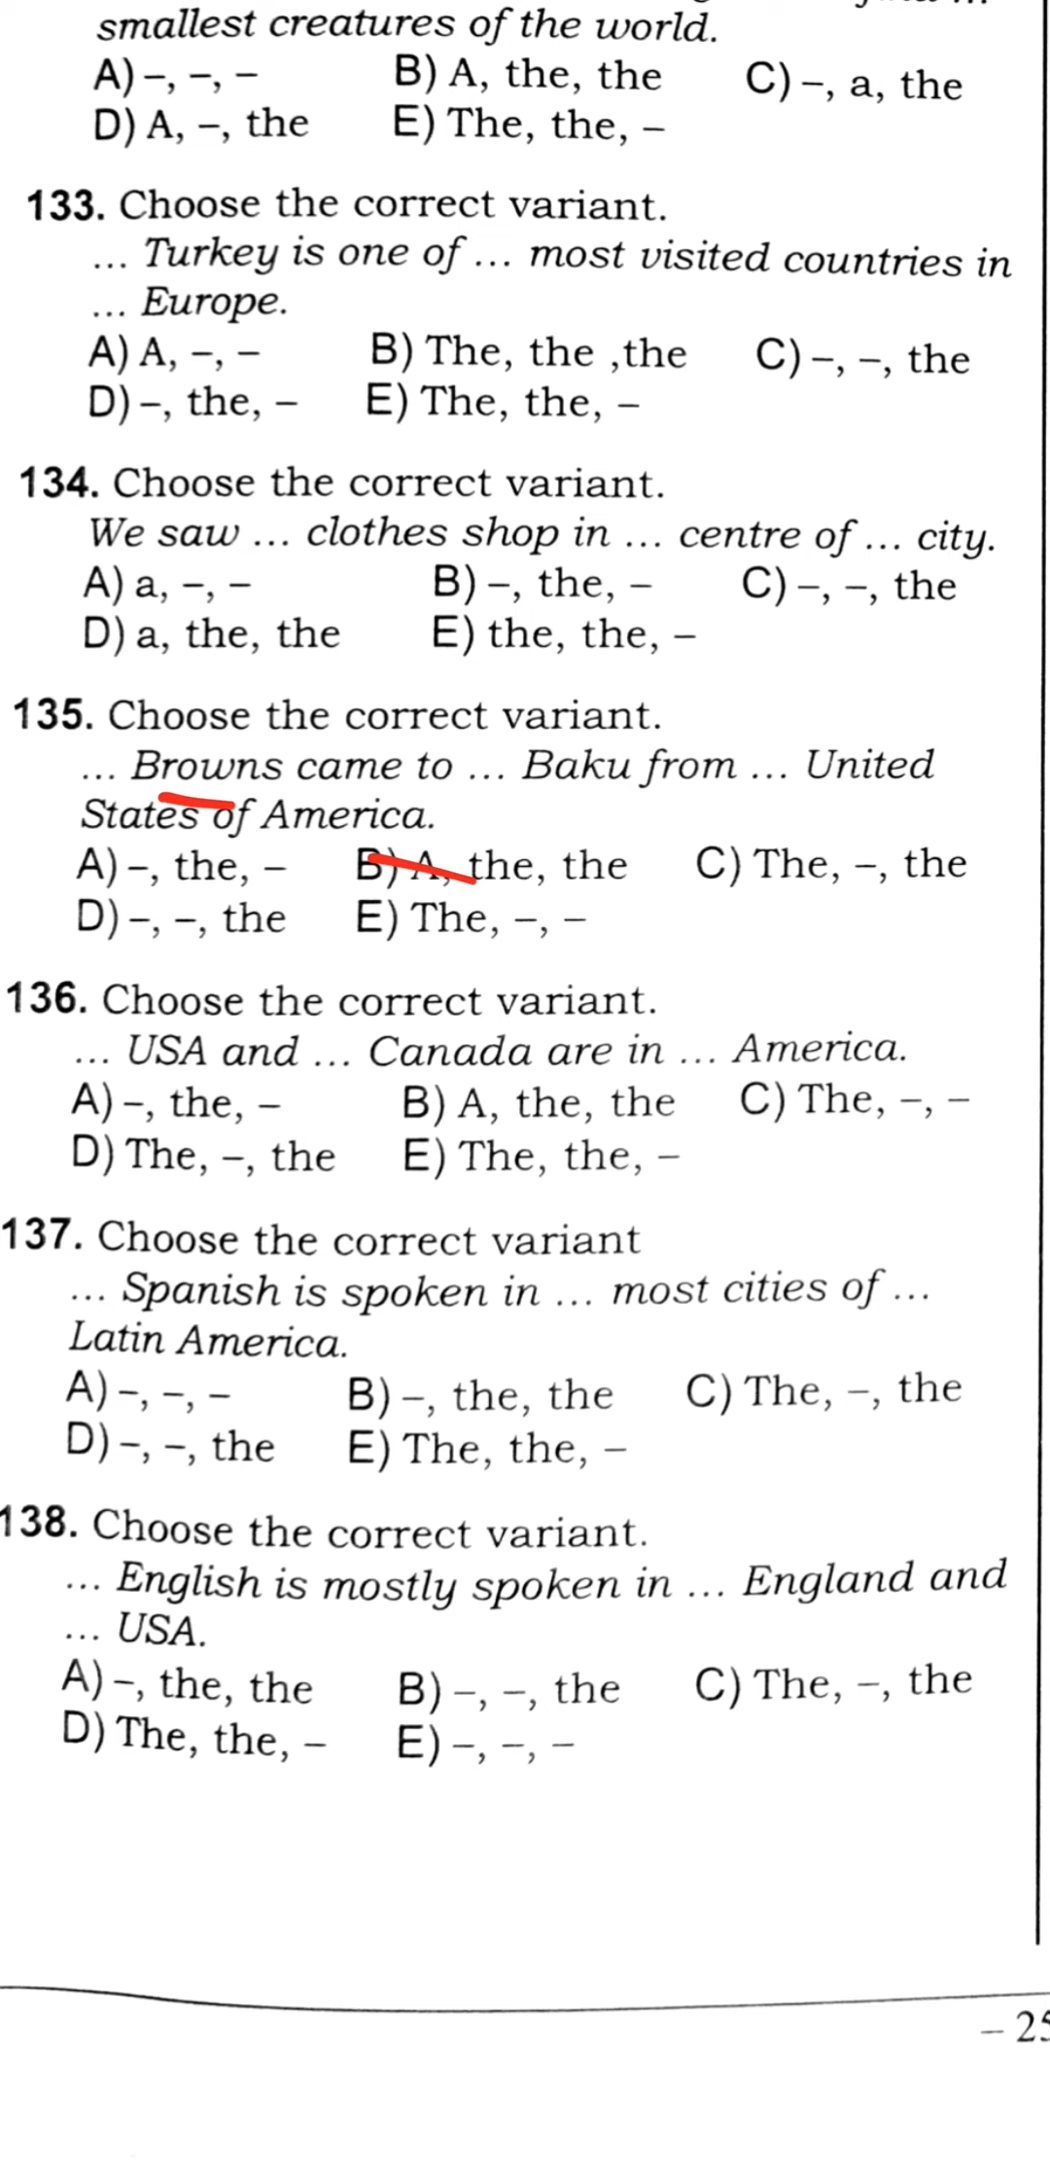 smallest creatures of the world.
A) –, –, – B) A, the, the C) –, a, the
D) A, –, the E) The, the, –
133. Choose the correct variant.
... Turkey is one of ... most visited countries in
... Europe.
A) A, –, – B) The, the ,the C) –, –, the
D) –, the, – E) The, the, –
134. Choose the correct variant.
We saw ... clothes shop in ... centre of ... city.
A) a, –, – B) –, the, – C) –, –, the
D) a, the, the E) the, the, –
135. Choose the correct variant.
... Browns came to ... Baku from ... United
States of America.
A) –, the, – B) A, the, the C) The, –, the
D) –, –, the E) The, –, –
136. Choose the correct variant.
... USA and ... Canada are in ... America.
A) –, the, – B) A, the, the C) The, –, –
D) The, –, the E) The, the, –
137. Choose the correct variant
... Spanish is spoken in ... most cities of ...
Latin America.
A) –, –, – B) –, the, the C) The, –, the
D) –, –, the E) The, the, –
138. Choose the correct variant.
... English is mostly spoken in ... England and
... USA.
A) –, the, the B) –, –, the C) The, –, the
D) The, the, – E) –, –, –
– 25